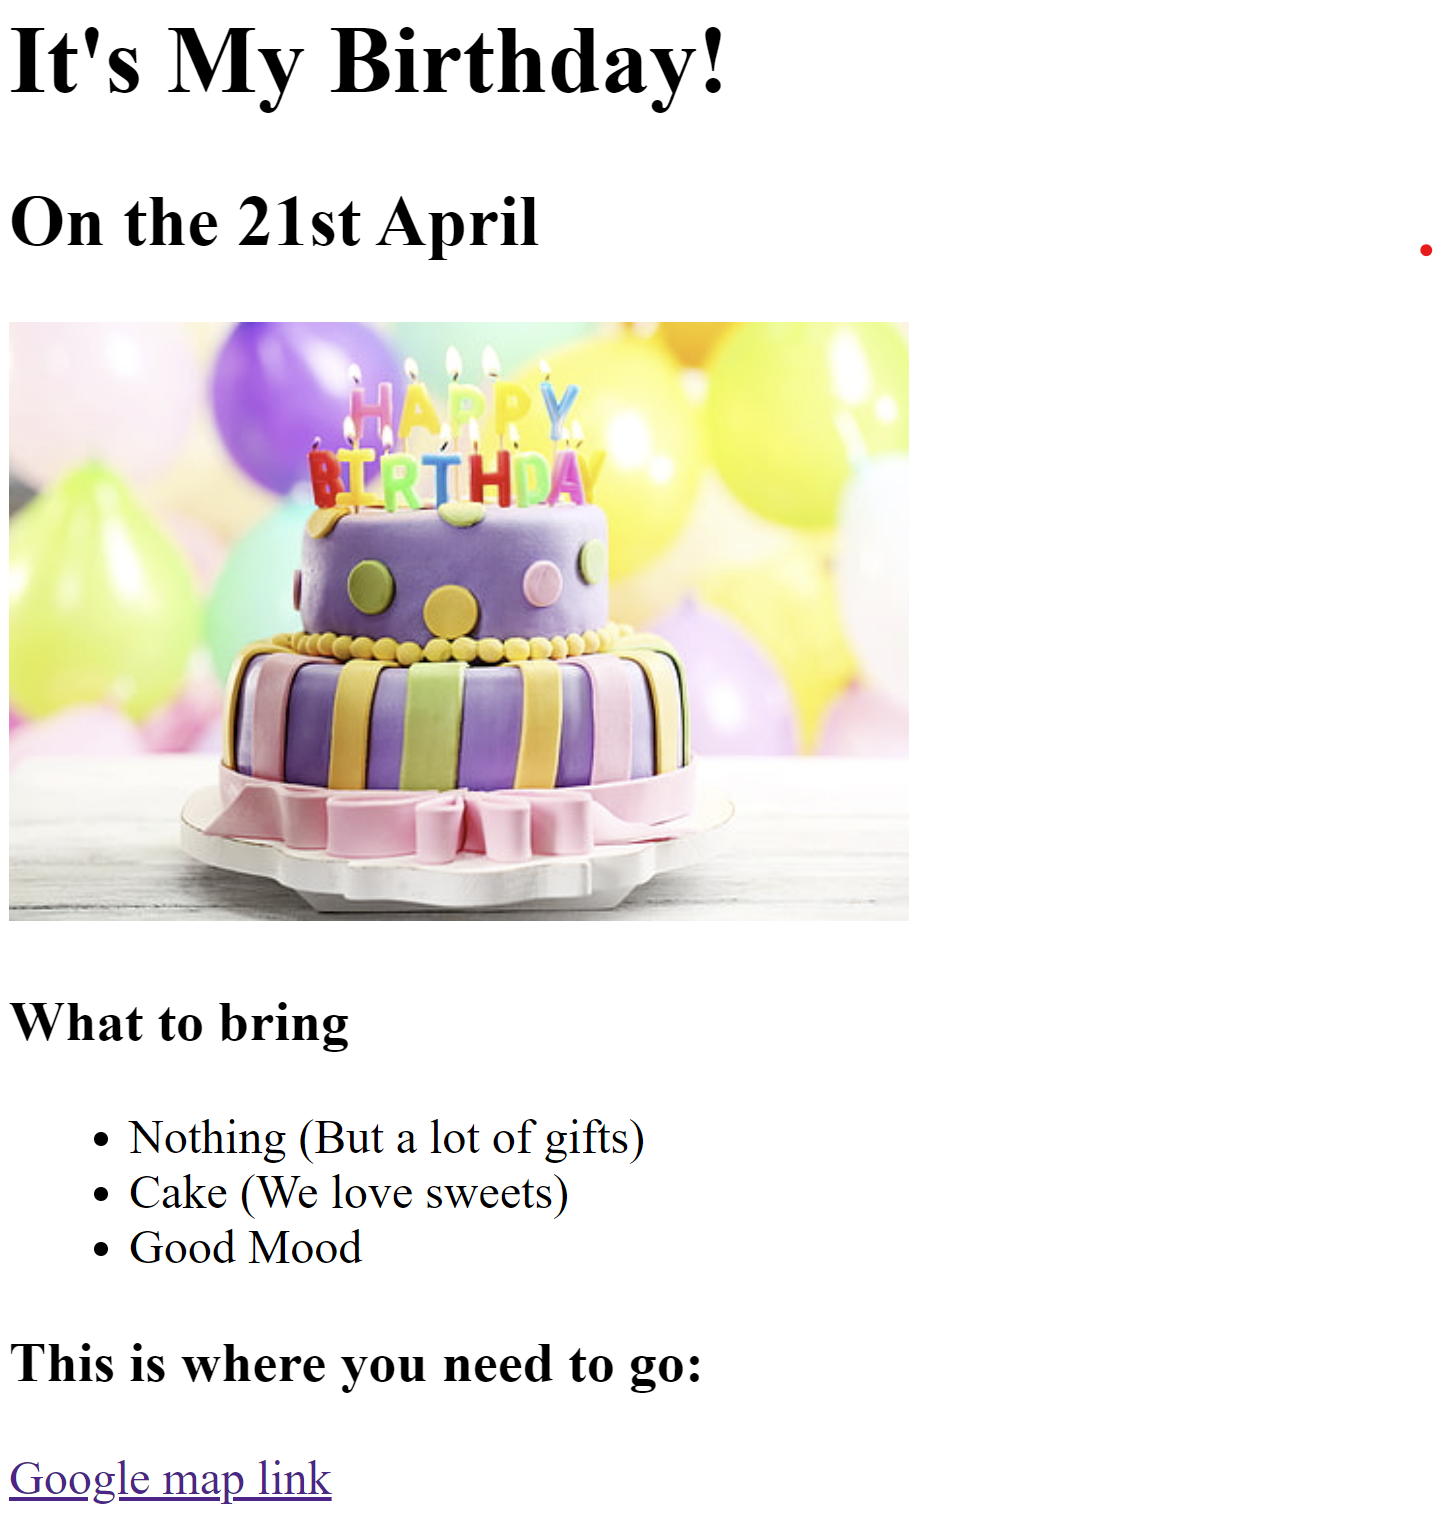 It's My Birthday!
On the 21st April
HAPPY
BIRTHDAY
What to bring
Nothing (But a lot of gifts)
Cake (We love sweets)
Good Mood
This is where you need to go:
Google map link